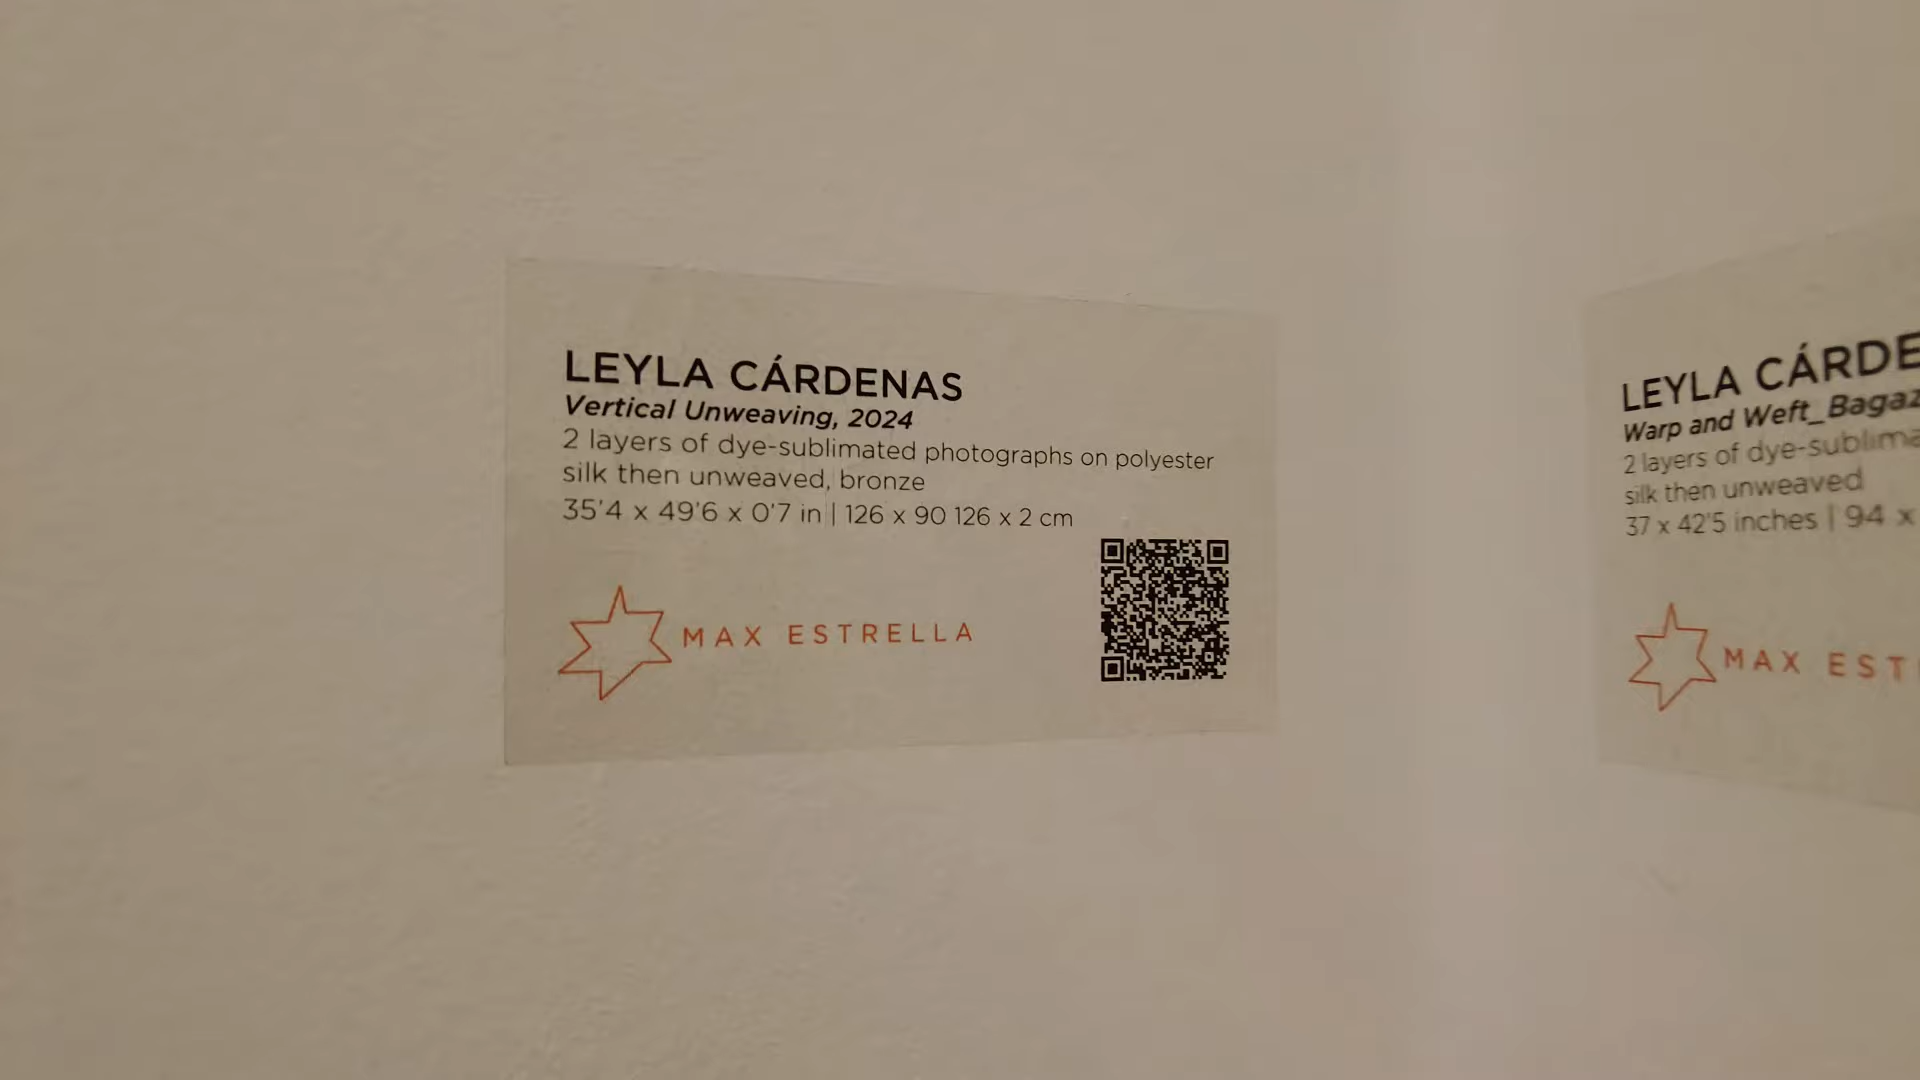 LEYLA CÁRDENAS
Vertical Unweaving, 2024
2 layers of dye-sublimated photographs on polyester
silk then unweaved, bronze
35'4 x 49'6 x 0'7 in | 126 x 90 126 x 2 cm
MAX ESTRELLA
LEYLA CÁRDE
Warp and Weft_Bagaz
2 layers of dye-sublima
silk then unweaved
37 x 42'5 inches | 94 x
MAX EST